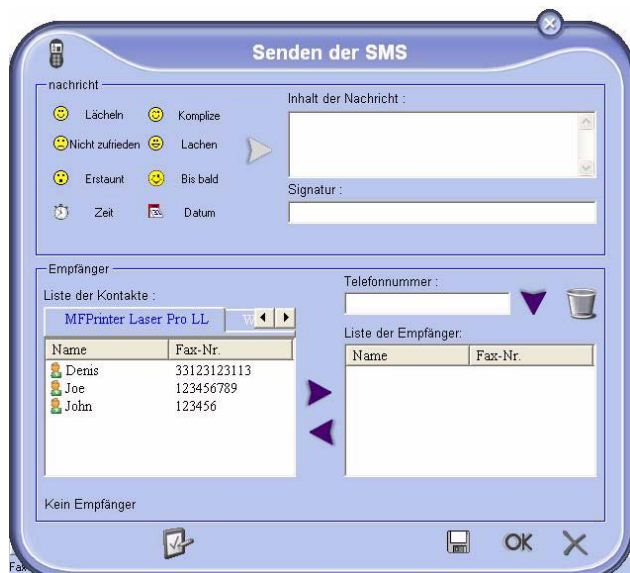 Senden der SMS
nachricht
Lächeln Komplize
Nicht zufrieden Lachen
Erstaunt Bis bald
Zeit Datum
Inhalt der Nachricht :
Signatur :
Empfänger
Liste der Kontakte :
MFPrinter Laser Pro LL
Name Fax-Nr.
Denis 33123123113
Joe 123456789
John 123456
Telefonnummer :
Liste der Empfänger:
Name Fax-Nr.
Kein Empfänger
OK
Fax